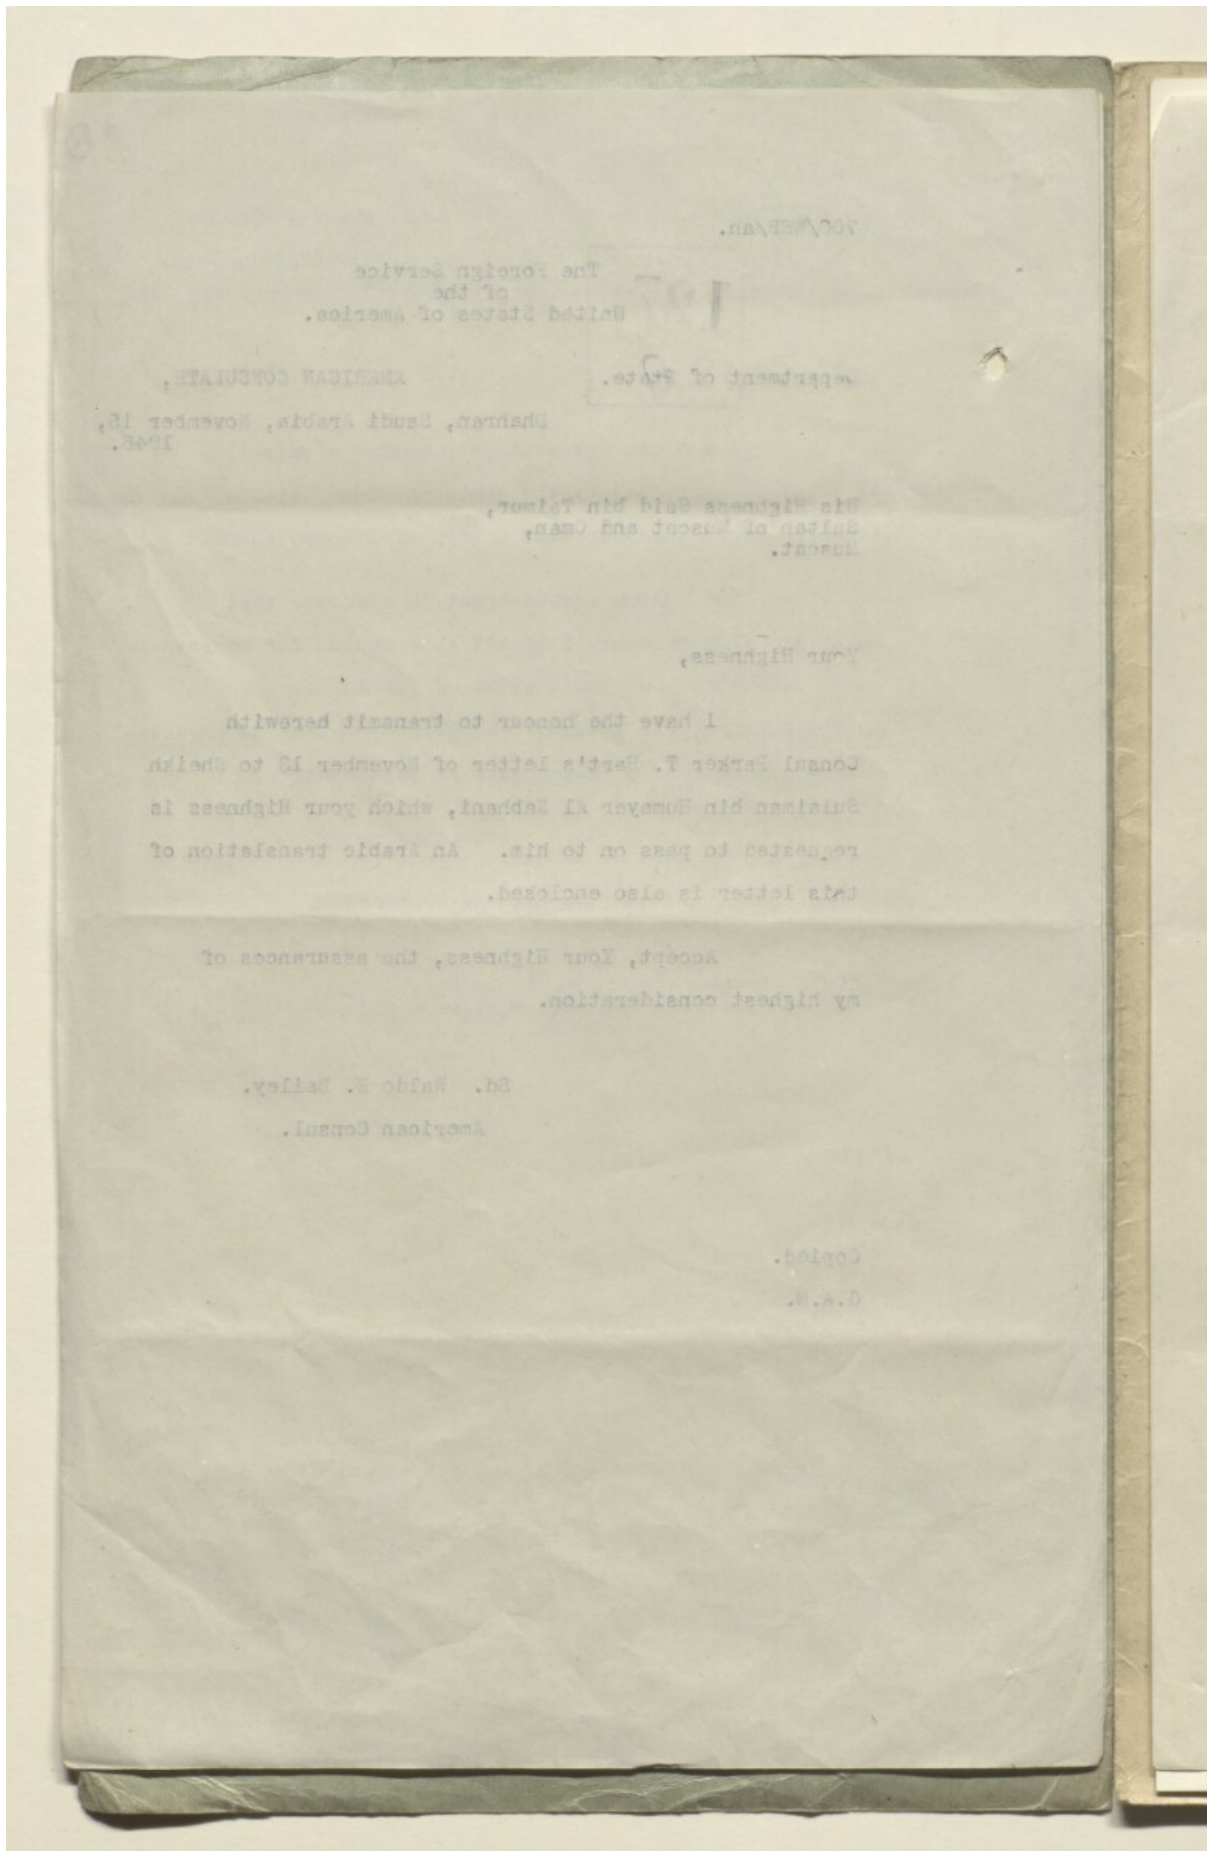 700/WEB/an.
The Foreign Service
of the
United States of America.
Department of State.
AMERICAN CONSULATE,
Dhahran, Saudi Arabia, November 15,
1946.
His Highness Said bin Taimur,
Sultan of Muscat and Oman,
Muscat.
Your Highness,
I have the honour to transmit herewith
Consul Parker T. Hart's letter of November 13 to Sheikh
Sulaiman bin Humayer Al Nabhani, which your Highness is
requested to pass on to him. An Arabic translation of
this letter is also enclosed.
Accept, Your Highness, the assurances of
my highest consideration.
Sd. Waldo E. Bailey.
American Consul.
Copied.